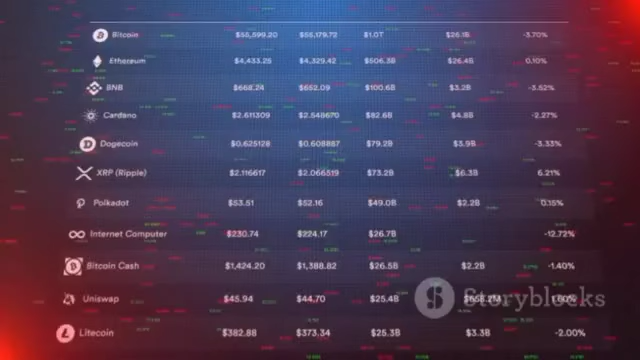 Bitcoin $55,599.20 $55,179.72 $1.0T $26.1B -3.70%
Ethereum $4,433.25 $4,329.42 $506.3B $26.4B 0.10%
BNB $668.24 $652.09 $100.6B $3.2B -3.52%
Cardano $2.611309 $2.548670 $82.6B $4.8B -2.27%
Dogecoin $0.625128 $0.608887 $79.2B $3.9B -3.33%
XRP (Ripple) $2.116617 $2.066519 $73.2B $6.3B 6.21%
Polkadot $53.51 $52.16 $49.0B $2.2B 0.15%
Internet Computer $230.74 $224.17 $26.7B -12.72%
Bitcoin Cash $1,424.20 $1,388.82 $26.5B $2.2B -1.40%
Uniswap $45.94 $44.70 $25.4B
Storyblocks
Litecoin $382.88 $373.34 $25.3B $3.3B -2.00%